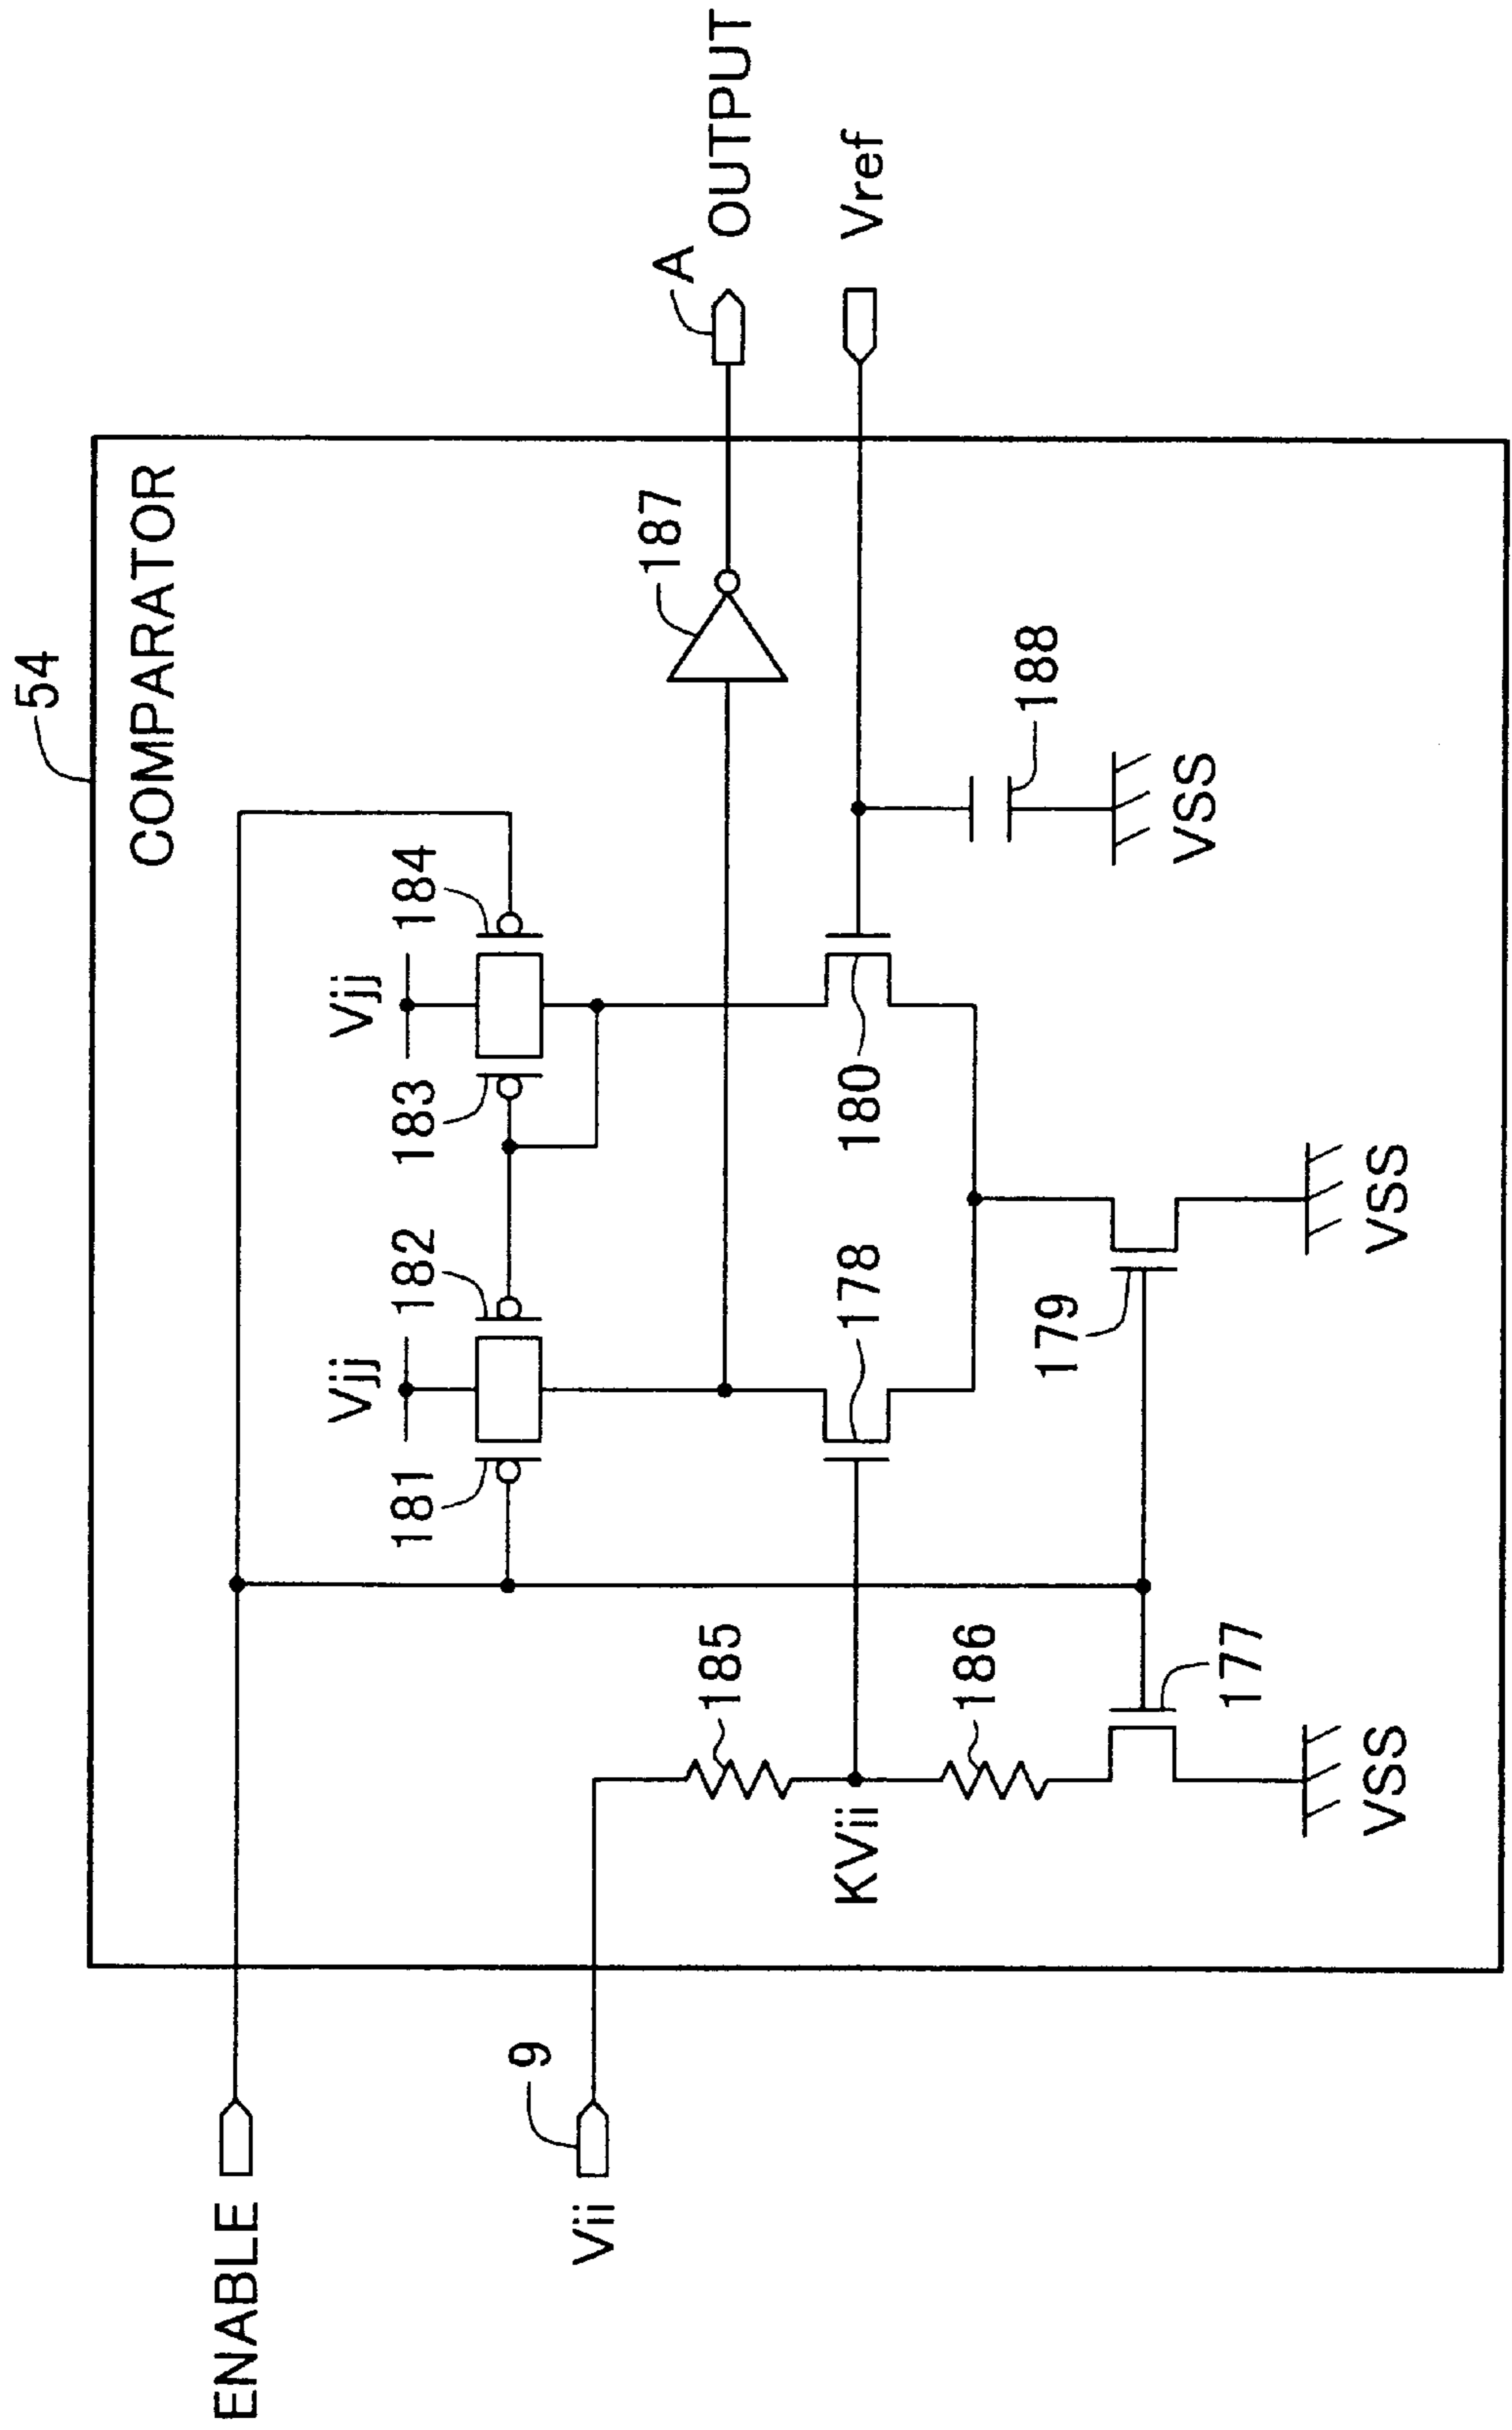 54
COMPARATOR
ENABLE
Vjj
Vjj
181
182
183
184
A
OUTPUT
187
9
Vii
185
KVii
178
180
Vref
186
188
VSS
179
177
VSS
VSS